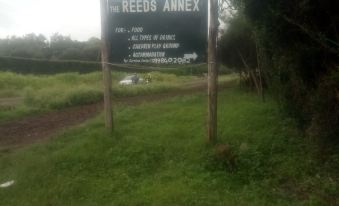 THE REEDS ANNEX
FOR:- FOOD
- ALL TYPES OF DRINKS
- CHILDREN PLAY GROUND
- ACCOMMODATION